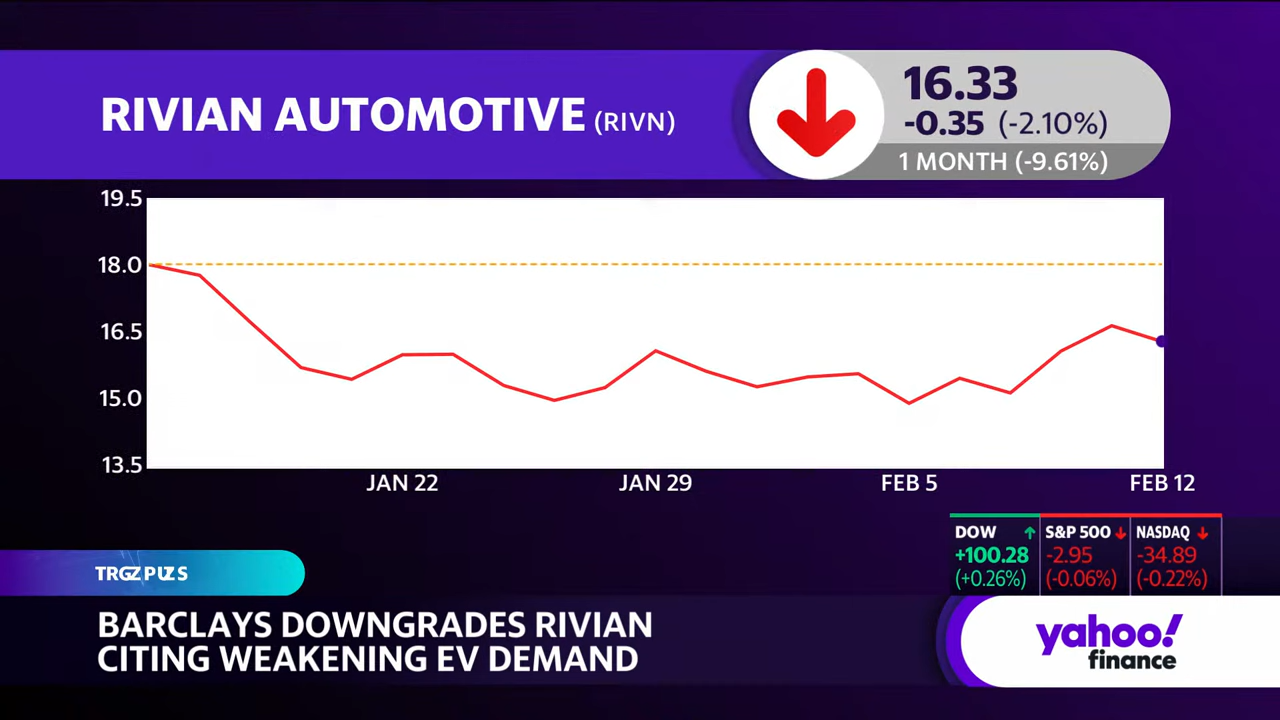 RIVIAN AUTOMOTIVE (RIVN)
16.33
-0.35 (-2.10%)
1 MONTH (-9.61%)
19.5
18.0
16.5
15.0
13.5
JAN 22
JAN 29
FEB 5
FEB 12
DOW
+100.28
(+0.26%)
S&P 500
-2.95
(-0.06%)
NASDAQ
-34.89
(-0.22%)
BARCLAYS DOWNGRADES RIVIAN
CITING WEAKENING EV DEMAND
yahoo!
finance